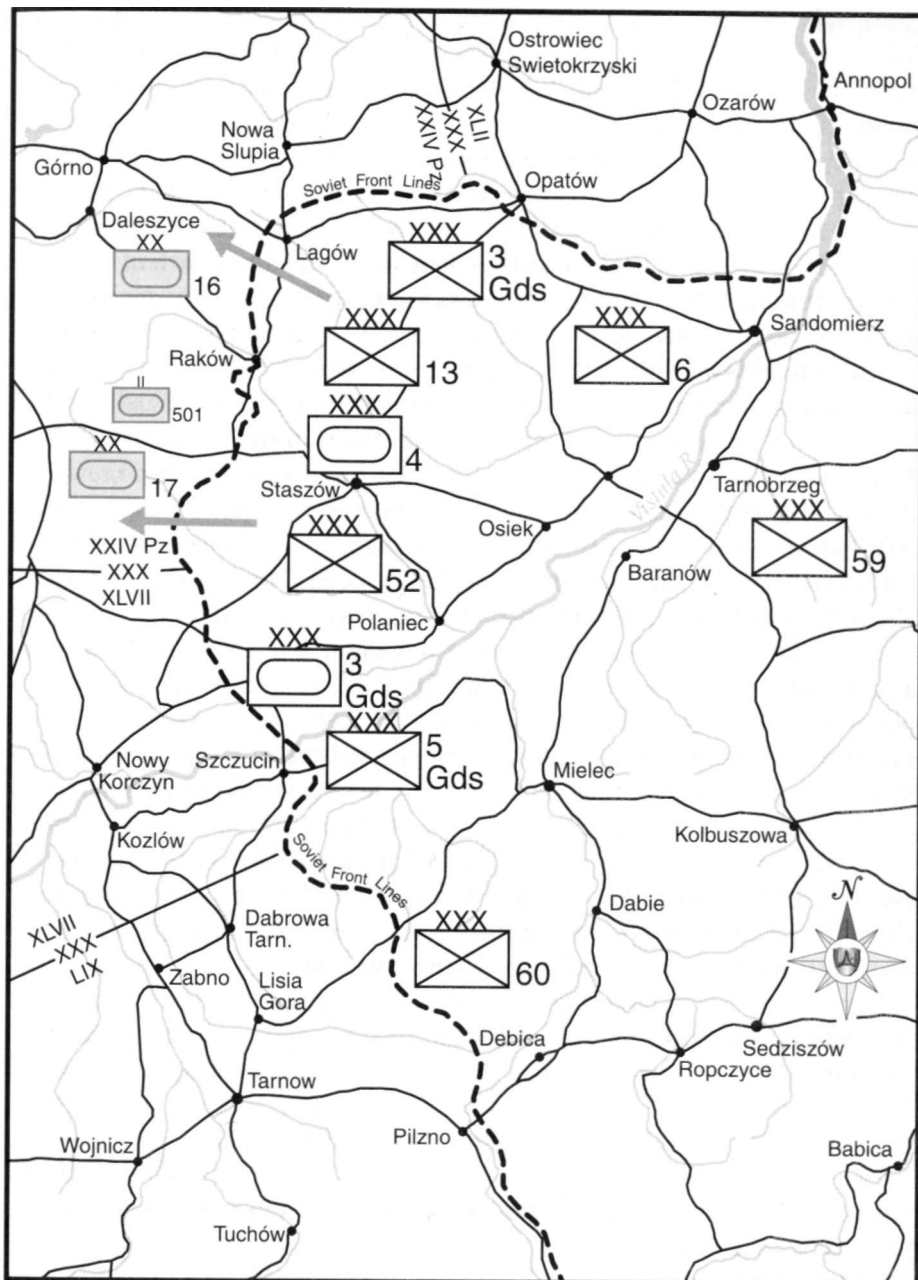 Ostrowiec
Swietokrzyski
Annopol
Ozarów
XLII
XXX
XXIV Pz
Nowa
Slupia
Górno
Soviet Front Lines
Opatów
Daleszyce
XX
16
Lagów
XXX
3
Gds
XXX
13
XXX
6
Sandomierz
Raków
II
501
XXX
4
XX
17
Staszów
Vistula R.
Tarnobrzeg
Osiek
XXX
52
XXX
59
XXIV Pz
XXX
XLVII
Baranów
Polaniec
XXX
3
Gds
XXX
5
Gds
Nowy
Korczyn
Szczucin
Mielec
Kozlów
Kolbuszowa
Soviet Front Lines
N
XLVII
XXX
LIX
Dabrowa
Tarn.
Dabie
XXX
60
Zabno
Lisia
Gora
Debica
Sedziszów
Ropczyce
Tarnow
Pilzno
Wojnicz
Babica
Tuchów